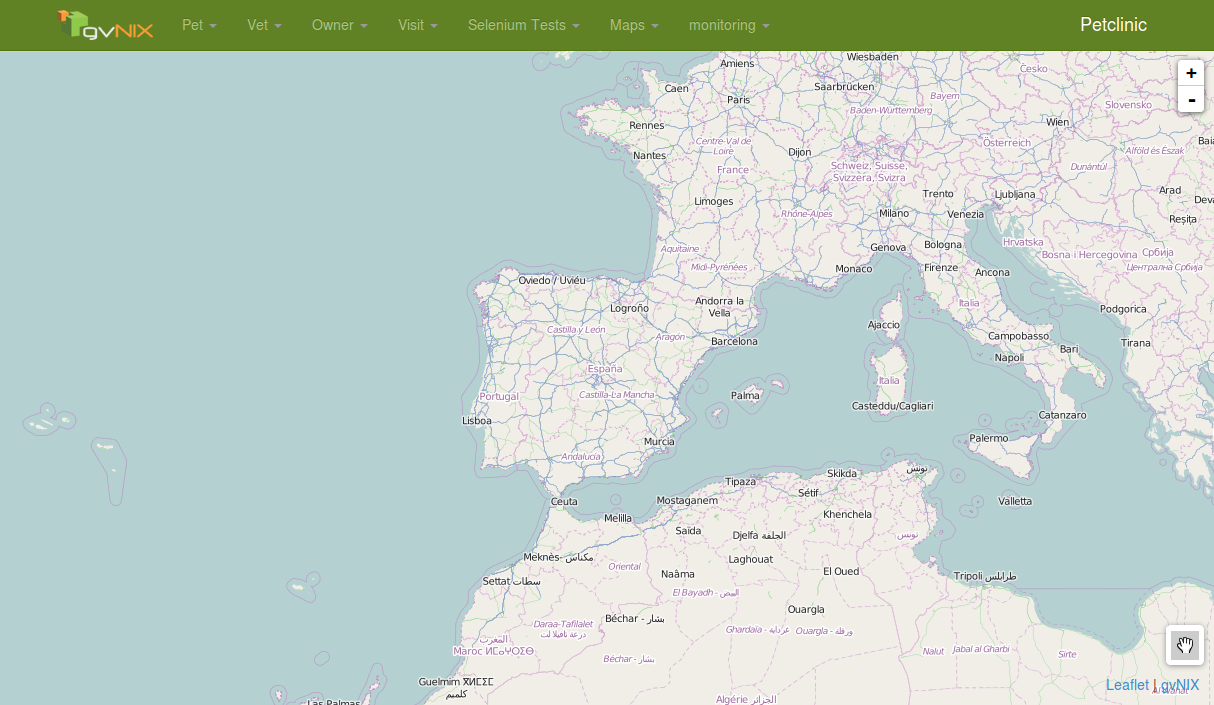 gvNIX Pet Vet Owner Visit Selenium Tests Maps monitoring Petclinic
+
-
Amiens
Wiesbaden
Česko
Caen
Paris
Saarbrücken
Bayern
Slovensko
Baden-Württemberg
Rennes
Wien
Centre-Val de
Loire
Österreich
Nantes
Dijon
Alföld és Észak
France
Schweiz, Suisse,
Svizzera, Svizra
Dunántúl
Trento
Ljubljana
Arad
Limoges
Rhône-Alpes
Milano
Venezia
Reșița
Aquitaine
Genova
Bologna
Hrvatska
Bosna i Hercegovina
Србија
Midi-Pyrénées
Monaco
Firenze
Ancona
Централна Србија
Oviedo / Uviéu
Logroño
Andorra la
Vella
Italia
Podgorica
Ajaccio
Castilla y León
Aragón
Barcelona
Campobasso
Tirana
Napoli
Bari
España
Italia
Portugal
Castilla-La Mancha
Palma
Casteddu/Cagliari
Lisboa
Catanzaro
Murcia
Palermo
Andalucía
Skikda
تونس
Tipaza
Sétif
Ceuta
Mostaganem
Valletta
Melilla
Khenchela
Saïda
Djelfa الجلفة
تونس
Meknès- مكناس
Laghouat
Oriental
Naâma
El Oued
Tripoli طرابلس
Settat سطات
El Bayadh - البيض
Ouargla
Daraa-Tafilalet
درعة تافيلالت
Béchar - بشار
Ghardaïa - غرداية
Ouargla - ورقلة
المغرب
Maroc ⵍⵎⴰⵖⵔⵉⴱ
Béchar - بشار
Nalut
Jabal al Gharbi
Sirte
Guelmim ⴳⵍⵎⵉⵎ
كلميم
Las Palmas
Algérie الجزائر
Leaflet | gvNIX